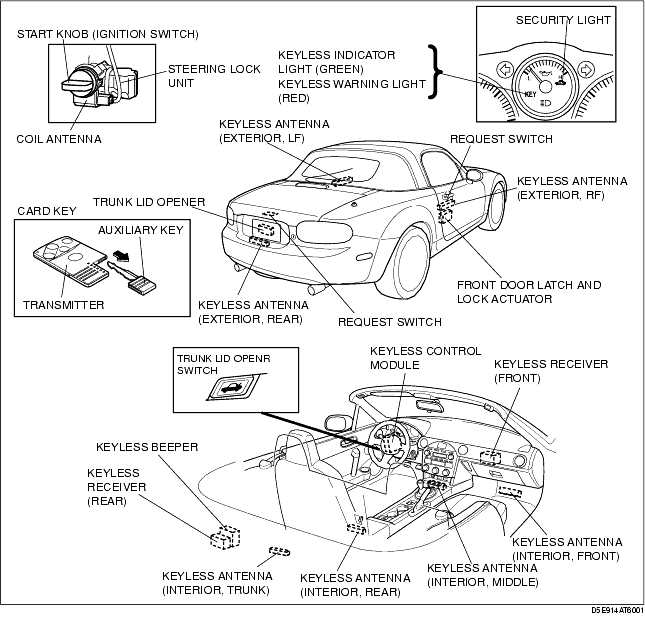 SECURITY LIGHT
START KNOB (IGNITION SWITCH)
STEERING LOCK
UNIT
COIL ANTENNA
KEYLESS INDICATOR
LIGHT (GREEN)
KEYLESS WARNING LIGHT
(RED)
L
H
KEY
KEYLESS ANTENNA
(EXTERIOR, LF)
REQUEST SWITCH
KEYLESS ANTENNA
(EXTERIOR, RF)
TRUNK LID OPENER
CARD KEY
AUXILIARY KEY
TRANSMITTER
FRONT DOOR LATCH AND
LOCK ACTUATOR
KEYLESS ANTENNA
(EXTERIOR, REAR)
REQUEST SWITCH
TRUNK LID OPENR
SWITCH
KEYLESS CONTROL
MODULE
KEYLESS RECEIVER
(FRONT)
KEYLESS BEEPER
KEYLESS
RECEIVER
(REAR)
KEYLESS ANTENNA
(INTERIOR, TRUNK)
KEYLESS ANTENNA
(INTERIOR, REAR)
KEYLESS ANTENNA
(INTERIOR, MIDDLE)
KEYLESS ANTENNA
(INTERIOR, FRONT)
D5E914AT6001